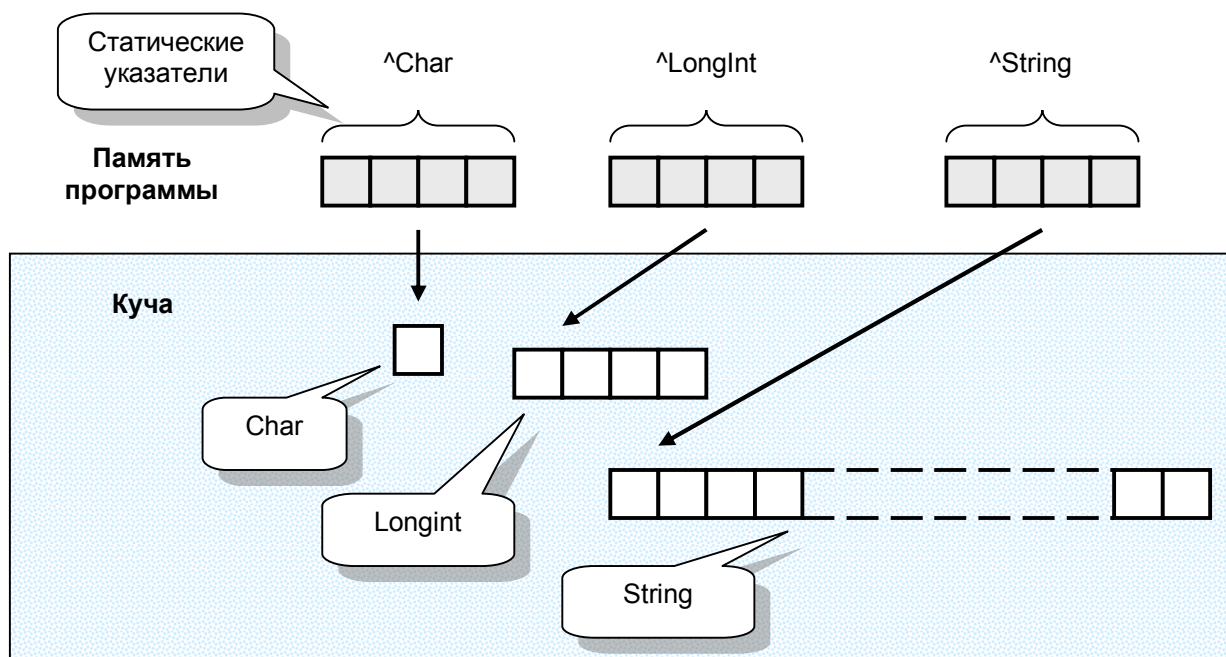 Статические
указатели
^Char
^LongInt
^String
Память
программы
Куча
Char
Longint
String